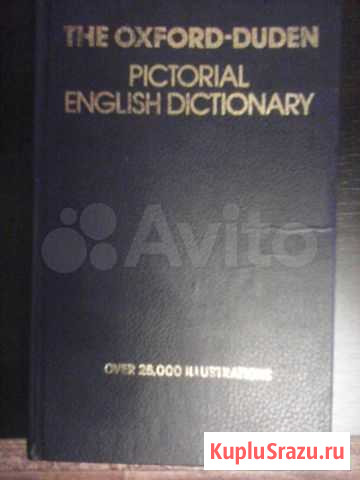 THE OXFORD-DUDEN
PICTORIAL
ENGLISH DICTIONARY
Avito
OVER 28,000 ILLUSTRATIONS
KupluSrazu.ru